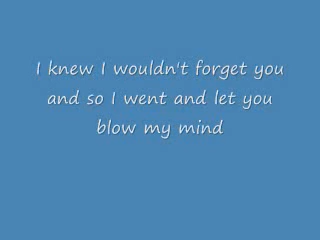 I knew I wouldn't forget you
and so I went and let you
blow my mind